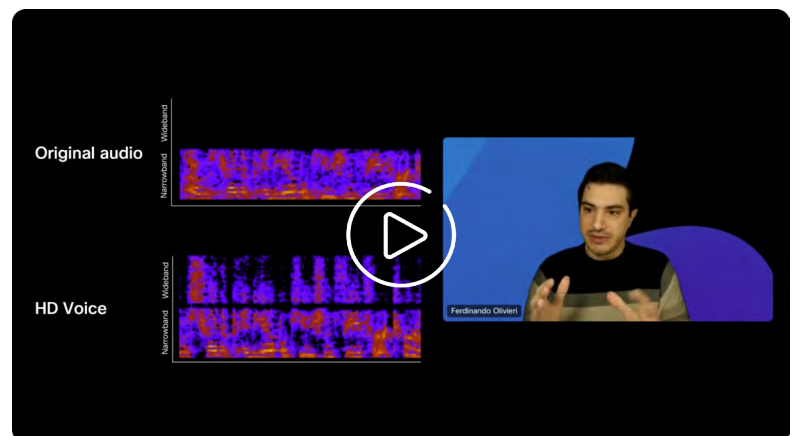 Wideband
Original audio
Narrowband
Wideband
HD Voice
Narrowband
Ferdinando Olivieri